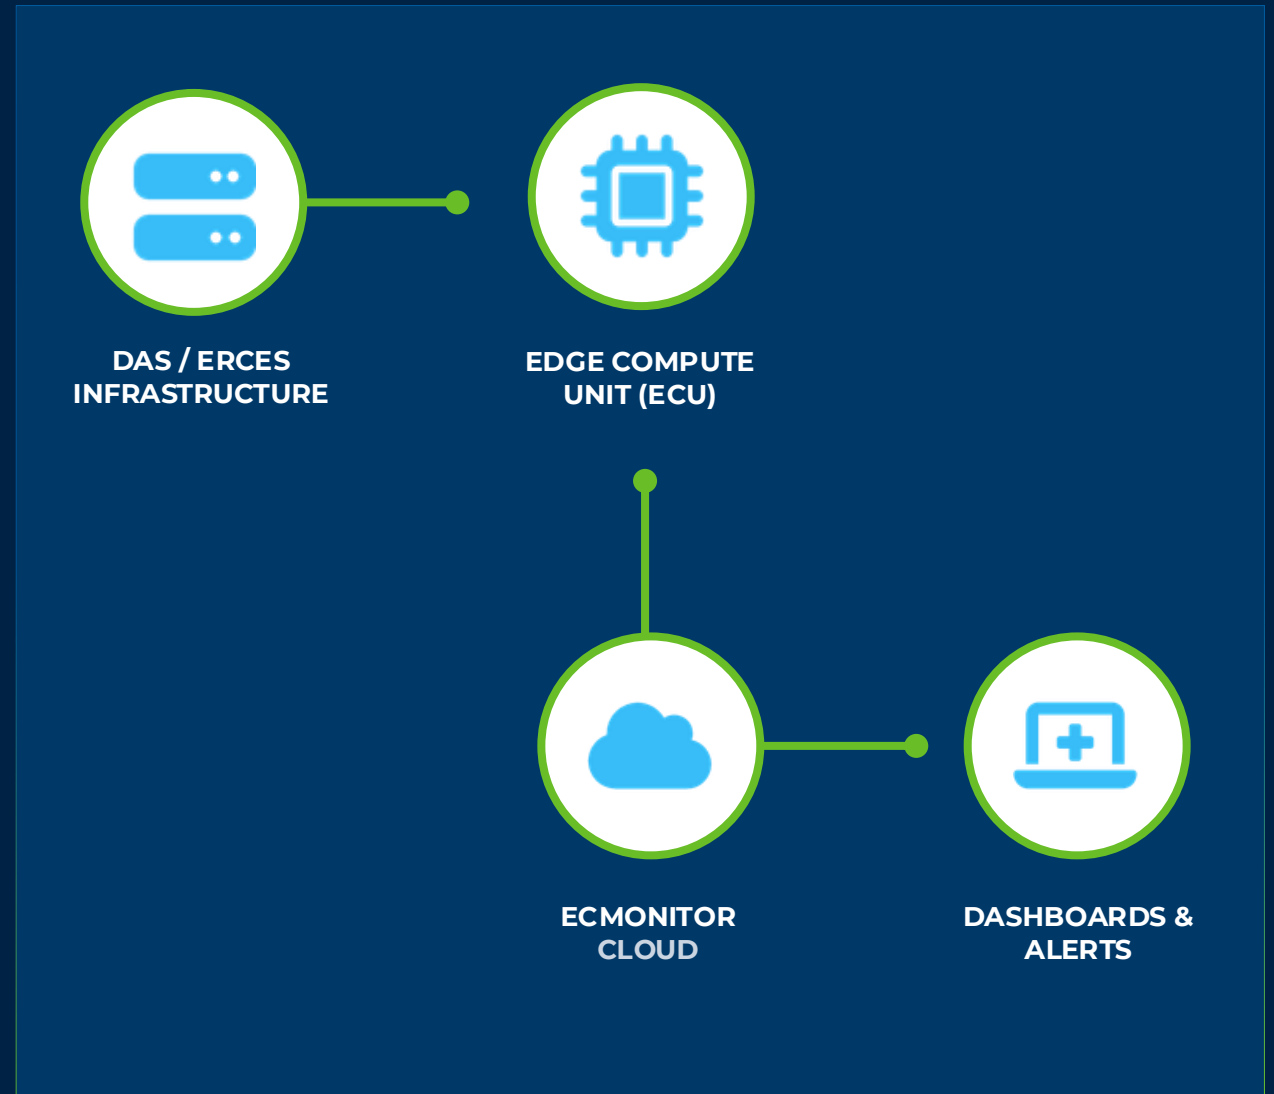 DAS / ERCES
INFRASTRUCTURE
EDGE COMPUTE
UNIT (ECU)
ECMONITOR
CLOUD
DASHBOARDS &
ALERTS